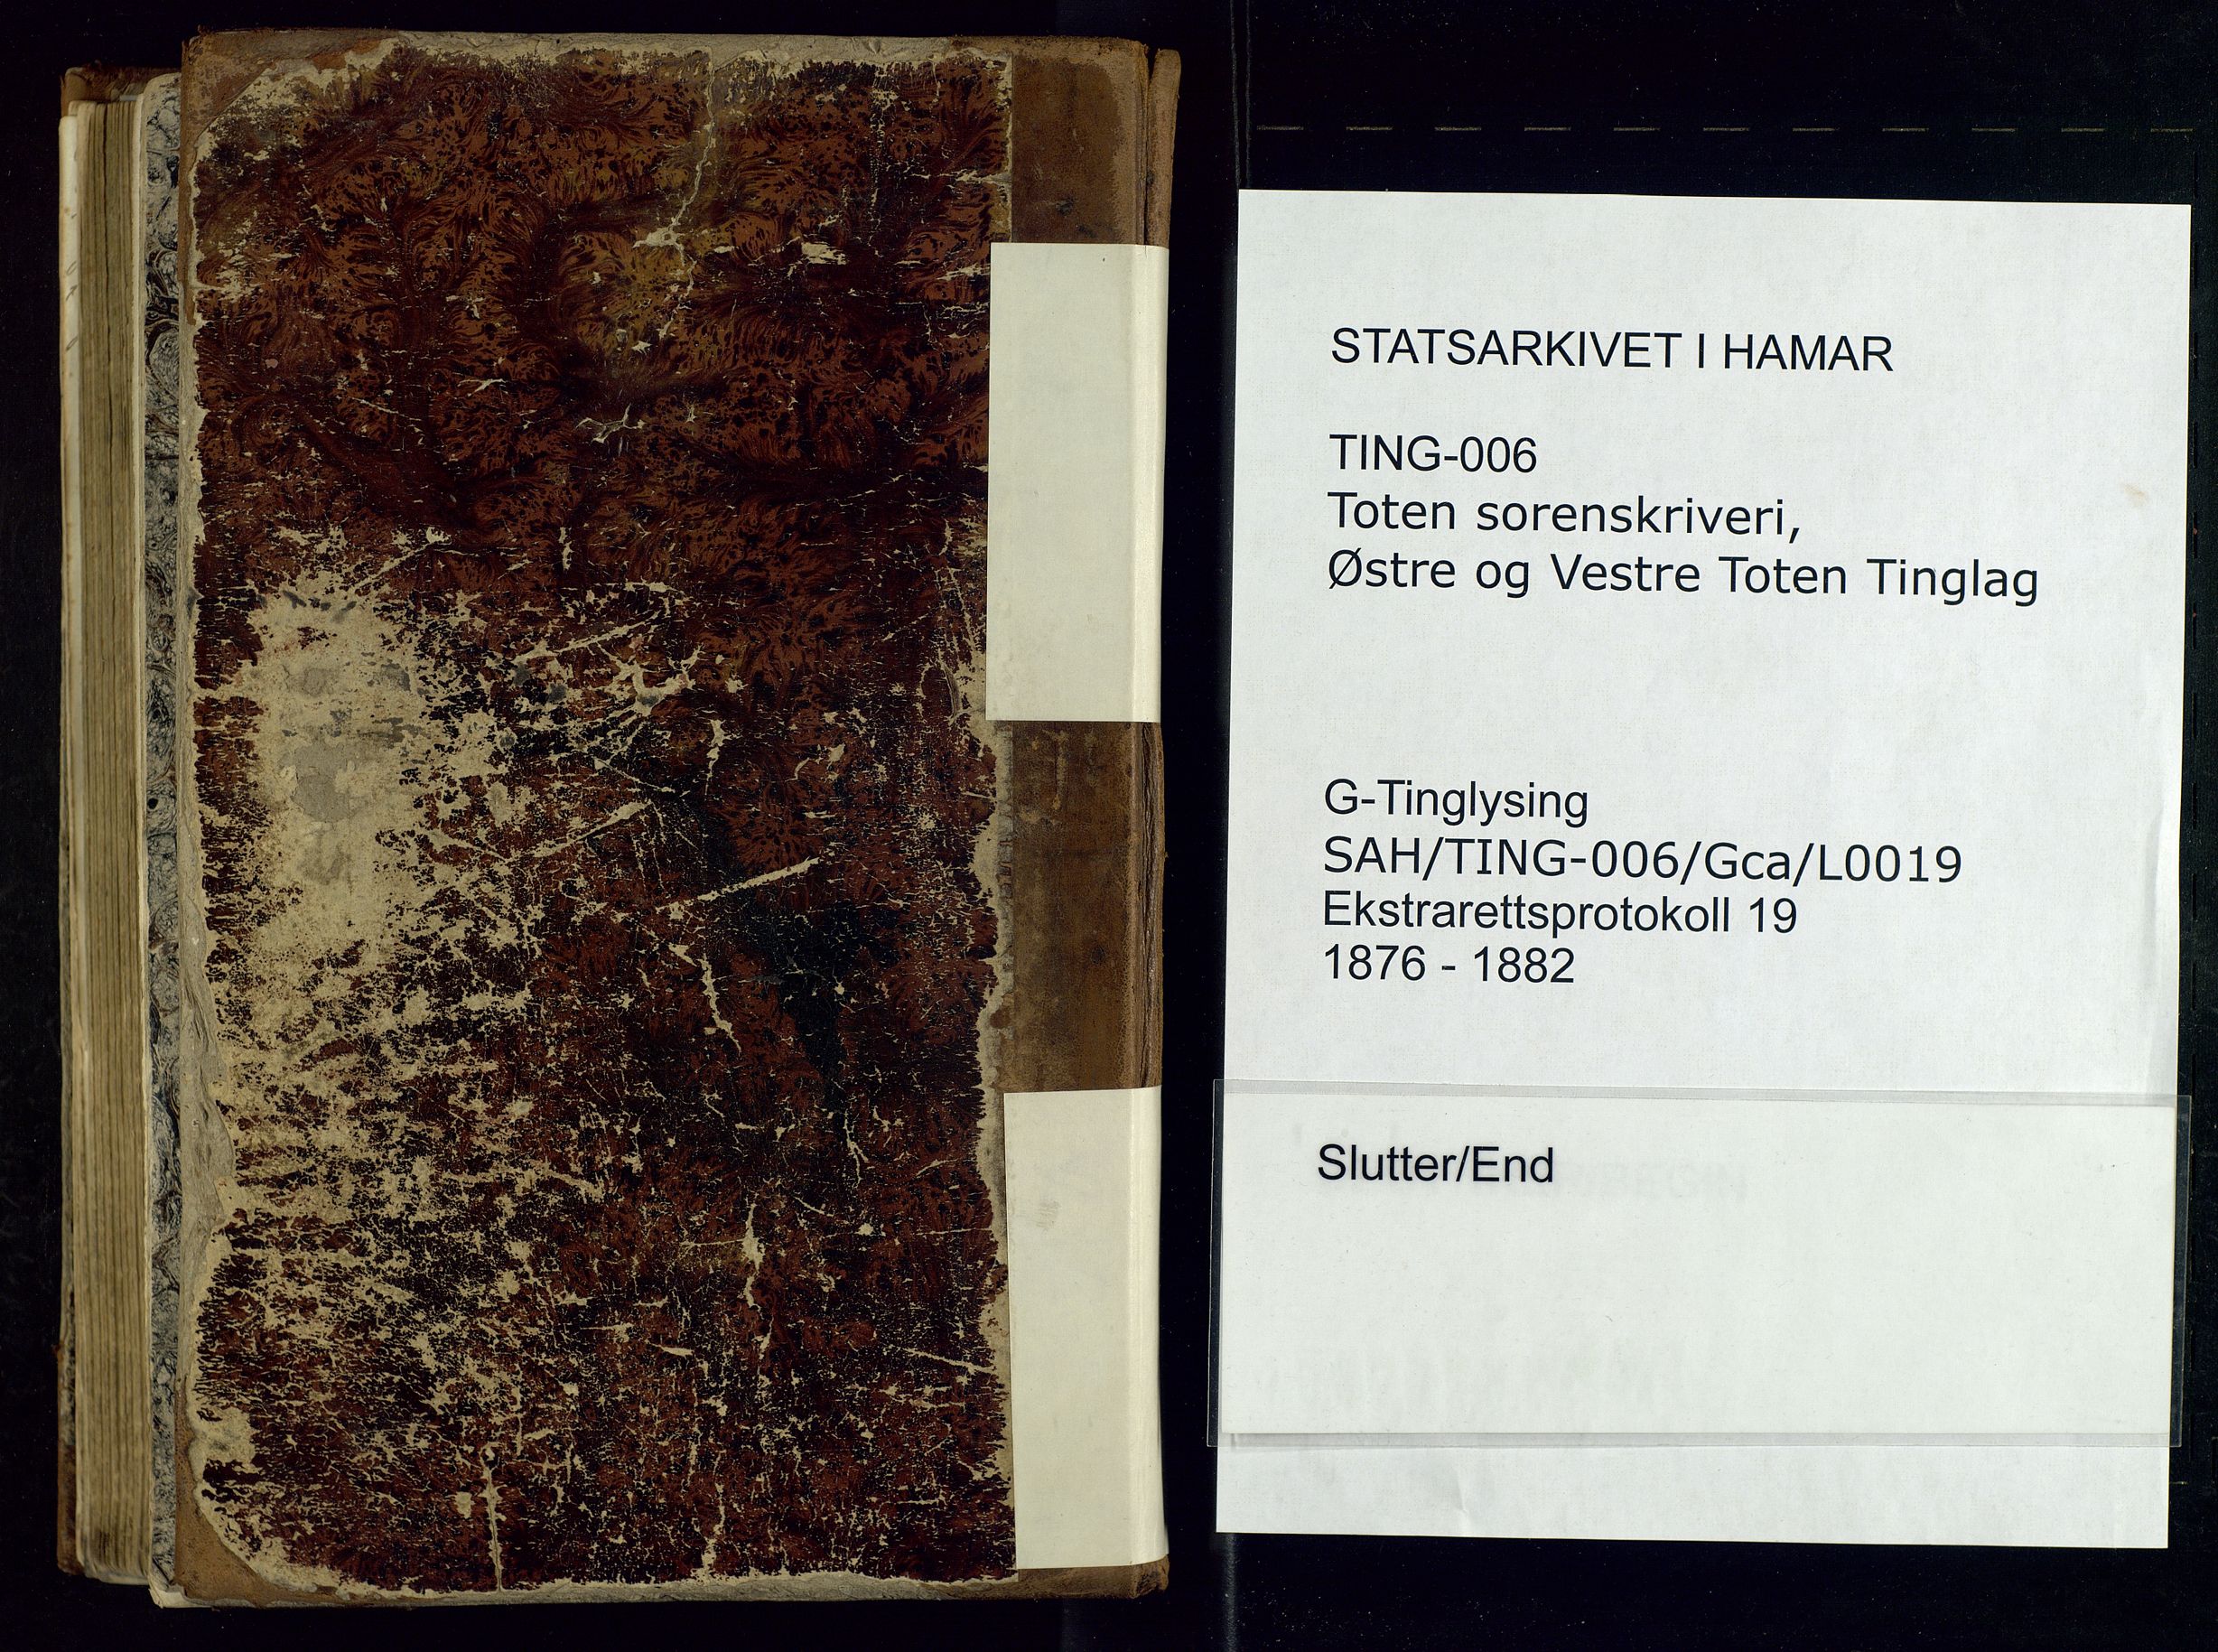 STATSARKIVET I HAMAR
TING-006
Toten sorenskriveri,
Østre og Vestre Toten Tinglag
G-Tinglysing
SAH/TING-006/Gca/L0019
Ekstrarettsprotokoll 19
1876 - 1882
Slutter/End